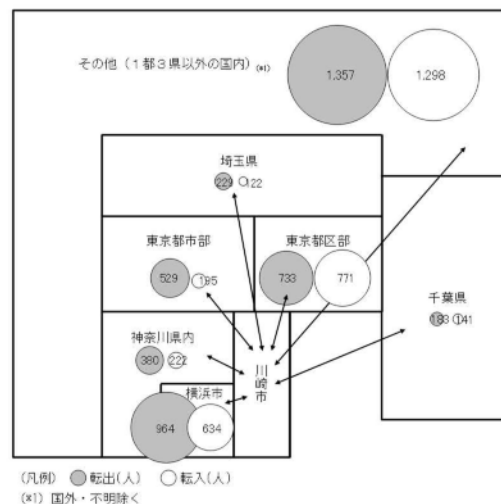 その他（１都３県以外の国内）(*1)
1,357
1,298
埼玉県
229
122
東京都市部
529
195
東京都区部
733
771
千葉県
183
141
神奈川県内
380
222
川崎市
横浜市
964
634
(凡例) 転出(人) 転入(人)
(*1) 国外・不明除く